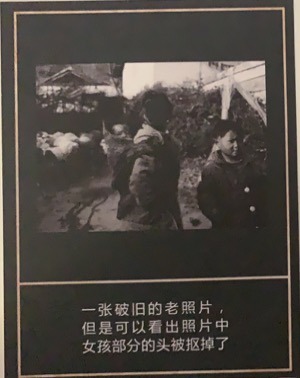 一张破旧的老照片，
但是可以看出照片中
女孩部分的头被抠掉了